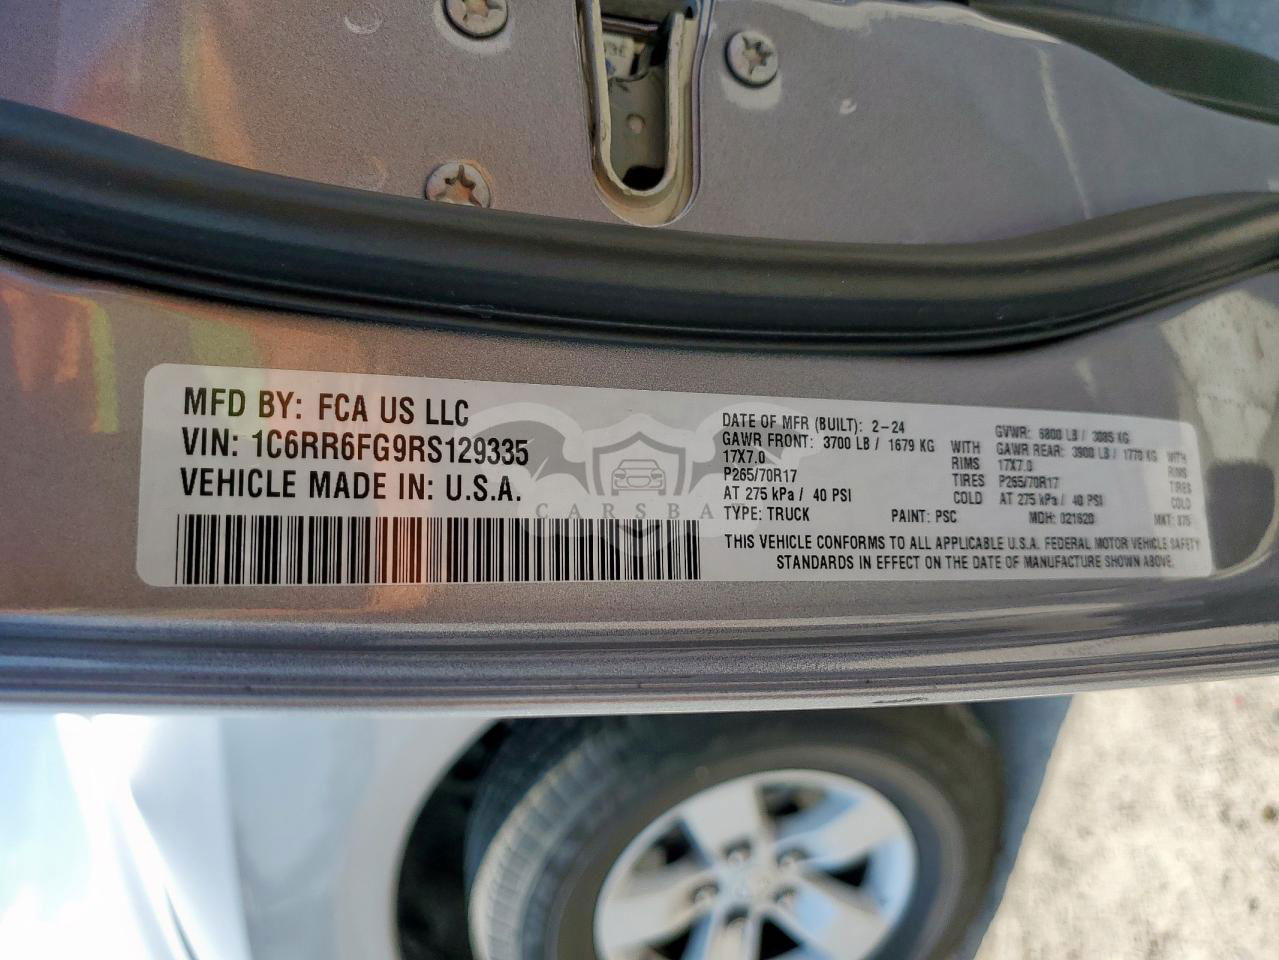 MFD BY: FCA US LLC
VIN: 1C6RR6FG9RS129335
VEHICLE MADE IN: U.S.A.
CARSBA
DATE OF MFR (BUILT): 2-24 GVWR: 6800 LB / 3085 KG
GAWR FRONT: 3700 LB / 1679 KG WITH GAWR REAR: 3900 LB / 1770 KG WITH
17X7.0 RIMS 17X7.0 RIMS
P265/70R17 TIRES P265/70R17 TIRES
AT 275 kPa / 40 PSI COLD AT 275 kPa / 40 PSI COLD
TYPE: TRUCK PAINT: PSC MDH: 021620 MKT: 375
THIS VEHICLE CONFORMS TO ALL APPLICABLE U.S.A. FEDERAL MOTOR VEHICLE SAFETY
STANDARDS IN EFFECT ON THE DATE OF MANUFACTURE SHOWN ABOVE.